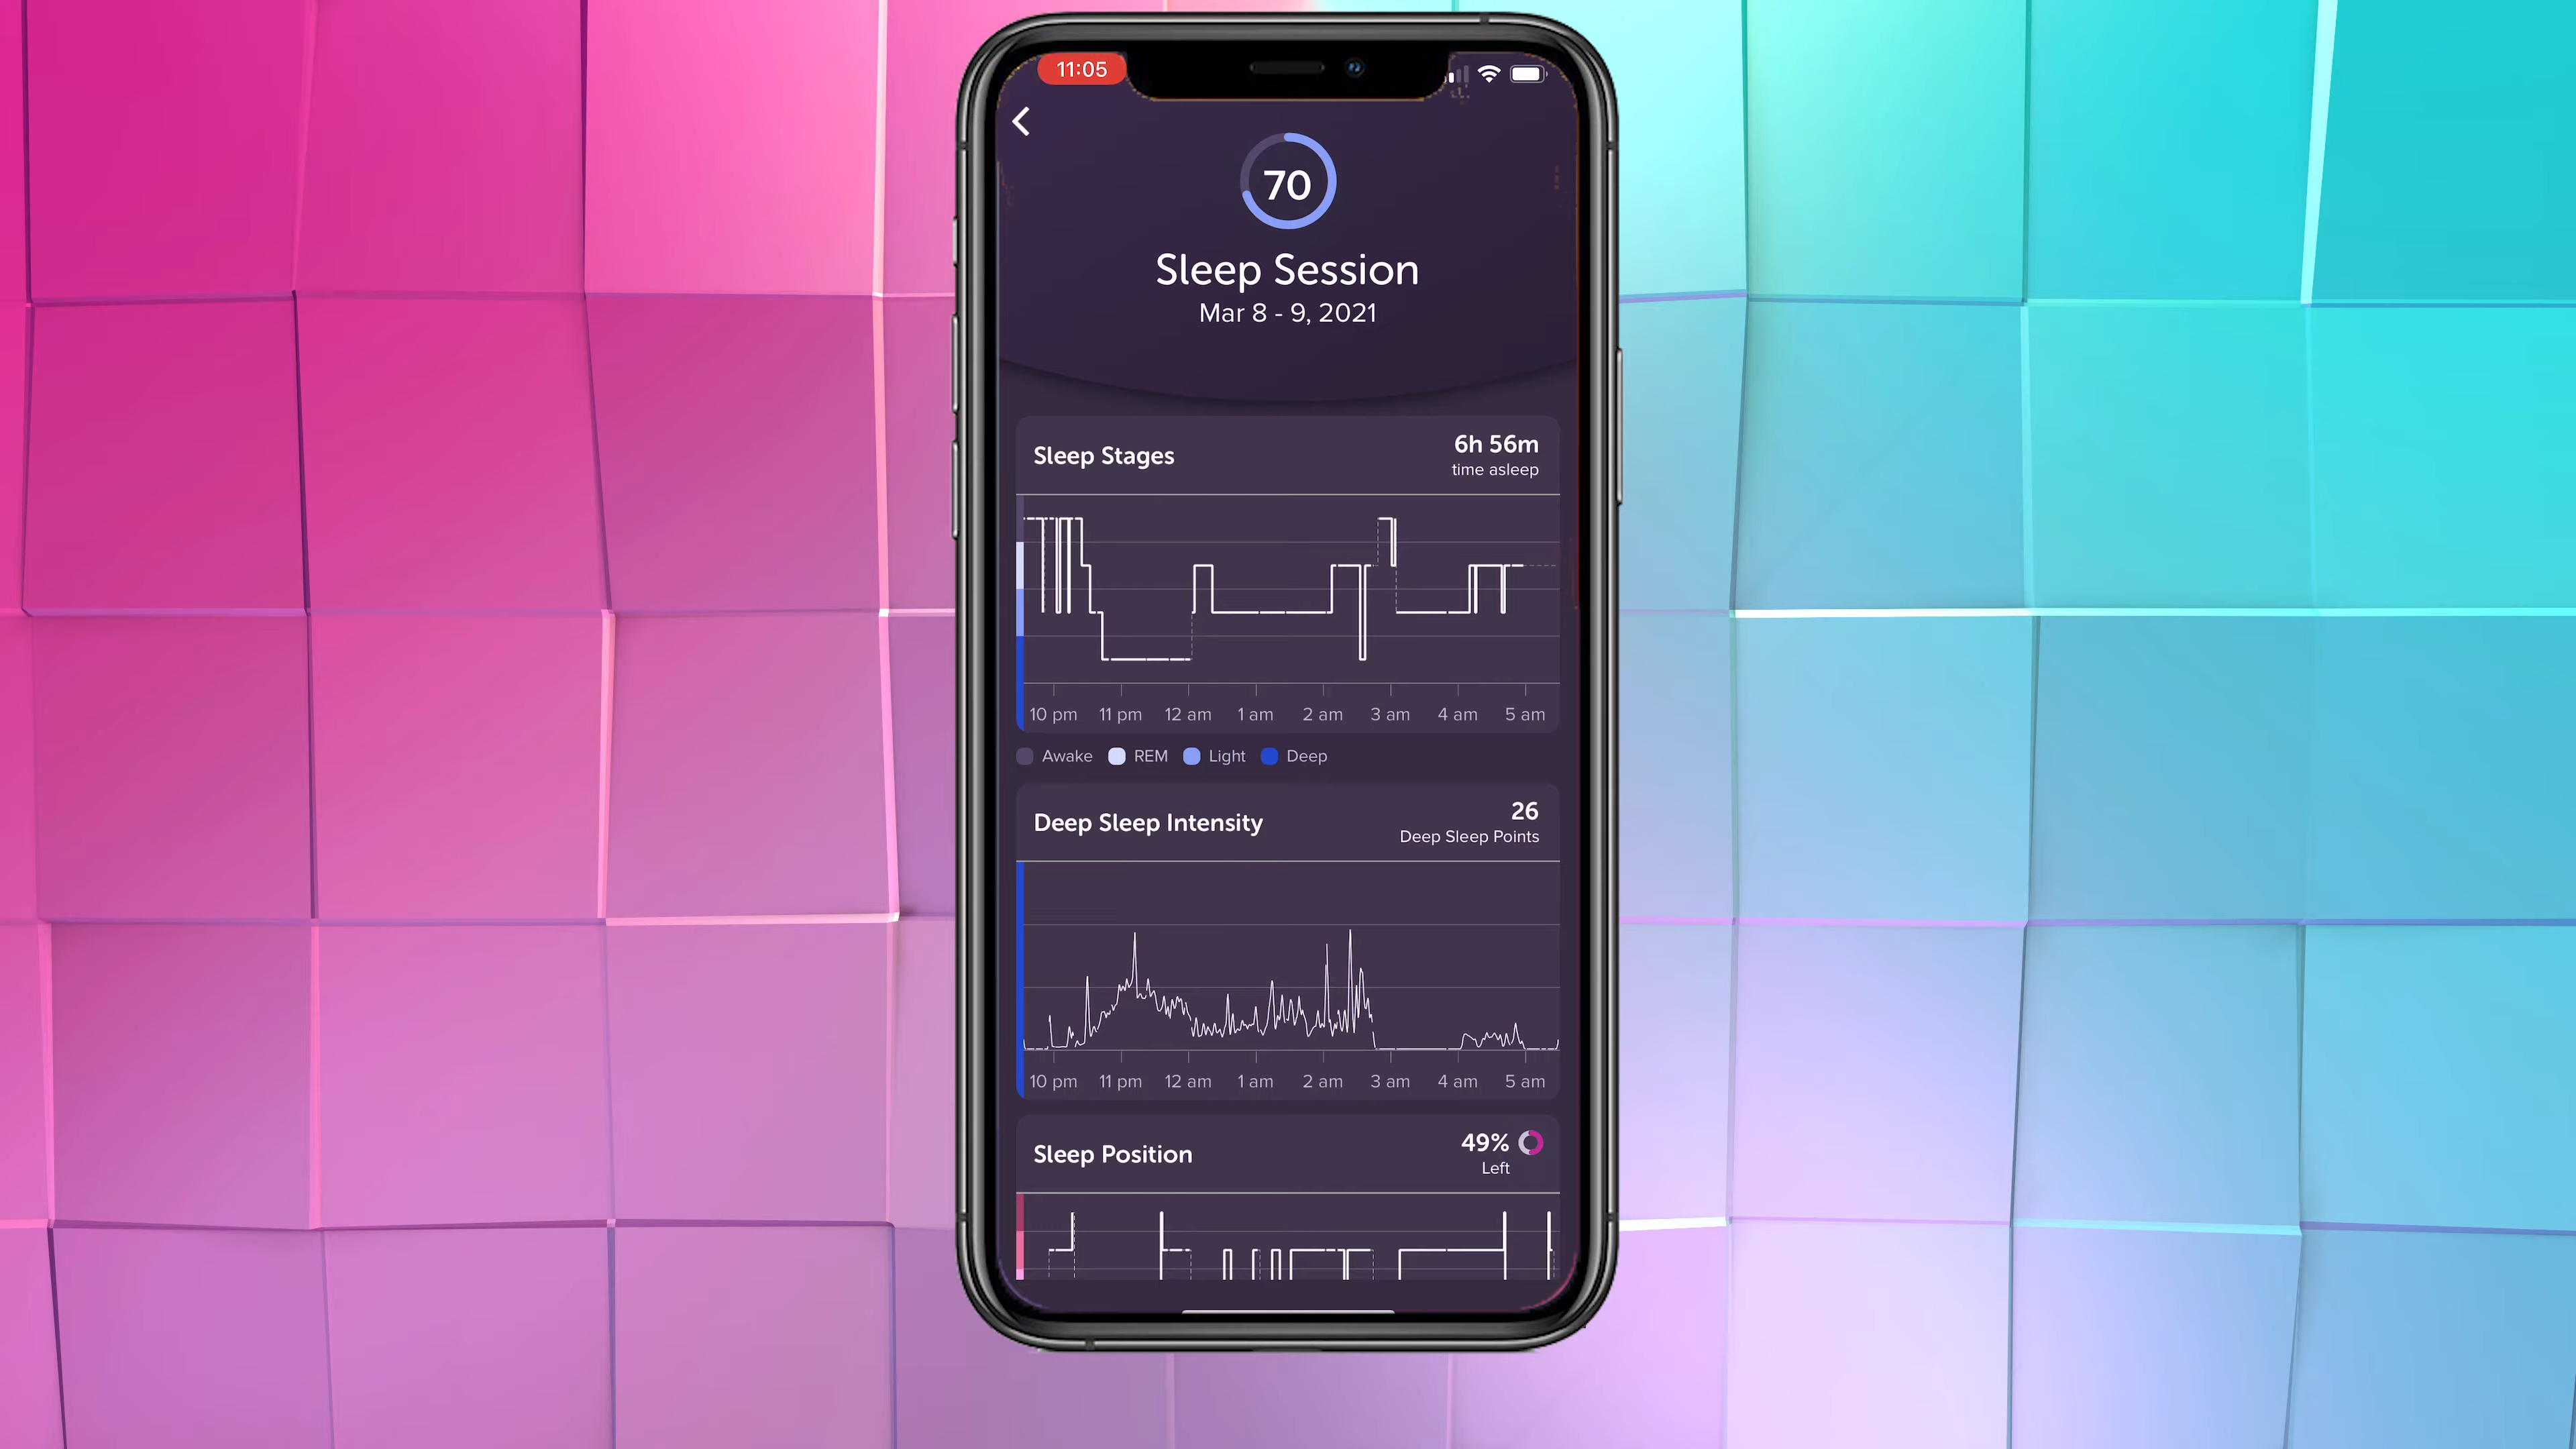 11:05
70
Sleep Session
Mar 8 - 9, 2021
Sleep Stages
6h 56m
time asleep
10 pm 11 pm 12 am 1 am 2 am 3 am 4 am 5 am
Awake REM Light Deep
Deep Sleep Intensity
26
Deep Sleep Points
10 pm 11 pm 12 am 1 am 2 am 3 am 4 am 5 am
Sleep Position
49%
Left